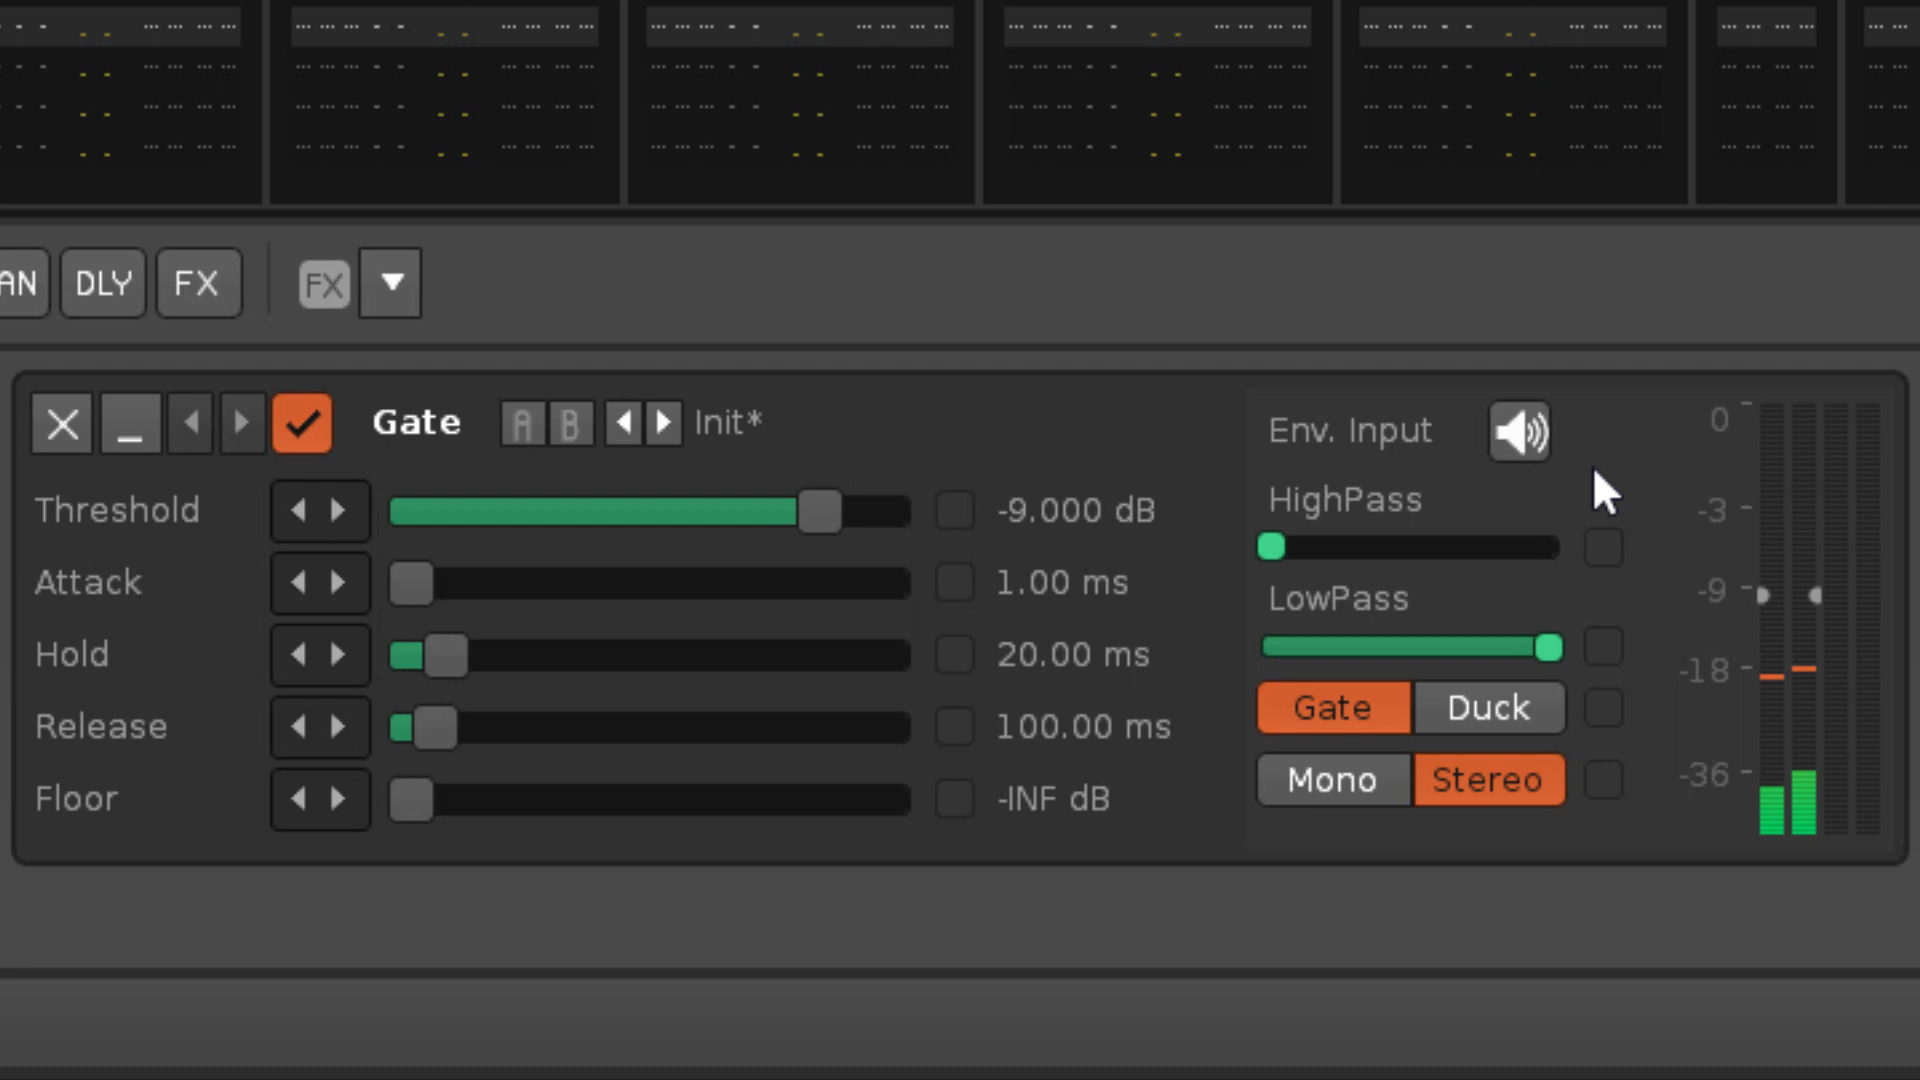 AN DLY FX FX
Gate A B Init*
Threshold -9.000 dB
Attack 1.00 ms
Hold 20.00 ms
Release 100.00 ms
Floor -INF dB
Env. Input
HighPass
LowPass
Gate Duck
Mono Stereo
0
-3
-9
-18
-36